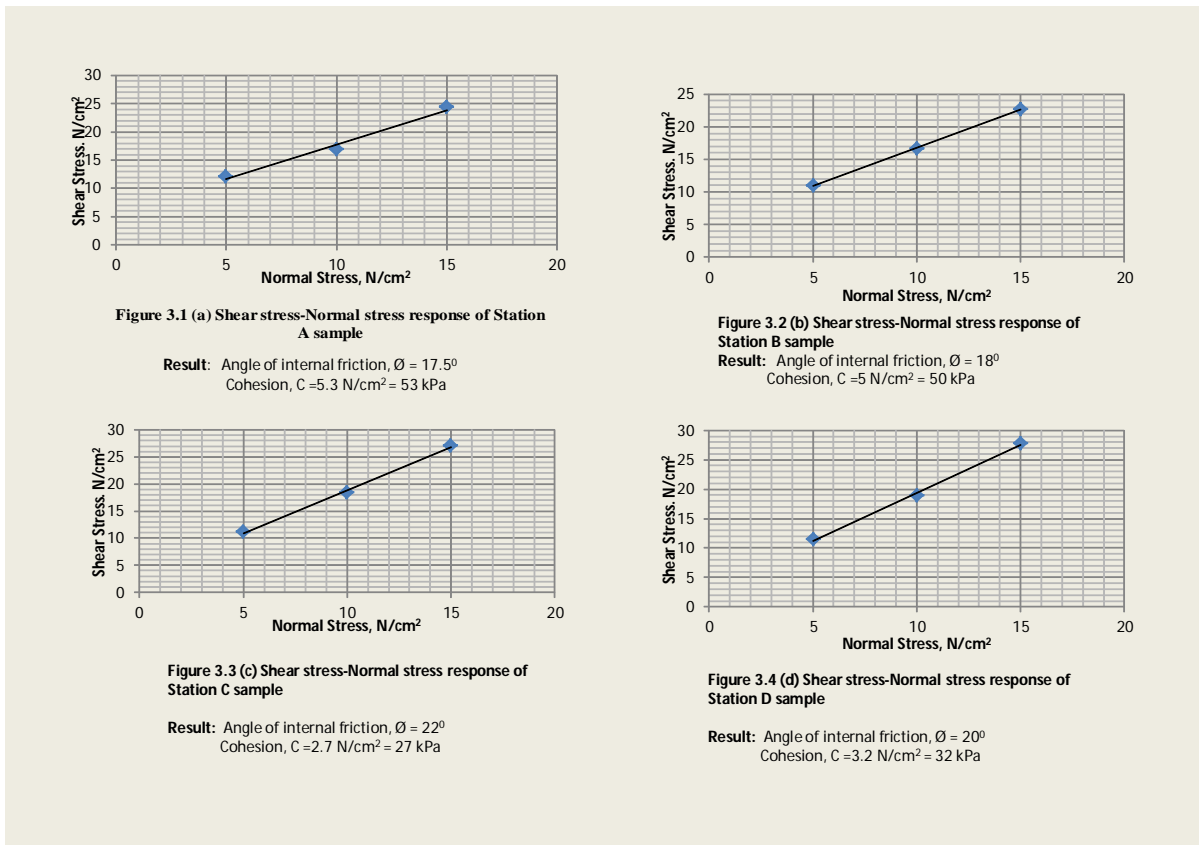 30
25
20
15
10
5
0
Shear Stress. N/cm²
0 5 10 15 20
Normal Stress, N/cm²
Figure 3.1 (a) Shear stress-Normal stress response of Station
A sample
Result: Angle of internal friction, Ø = 17.5⁰
Cohesion, C =5.3 N/cm² = 53 kPa
25
20
15
10
5
0
Shear Stress. N/cm²
0 5 10 15 20
Normal Stress, N/cm²
Figure 3.2 (b) Shear stress-Normal stress response of
Station B sample
Result: Angle of internal friction, Ø = 18⁰
Cohesion, C =5 N/cm² = 50 kPa
30
25
20
15
10
5
0
Shear Stress. N/cm²
0 5 10 15 20
Normal Stress, N/cm²
Figure 3.3 (c) Shear stress-Normal stress response of
Station C sample
Result: Angle of internal friction, Ø = 22⁰
Cohesion, C =2.7 N/cm² = 27 kPa
30
25
20
15
10
5
0
Shear Stress. N/cm²
0 5 10 15 20
Normal Stress, N/cm²
Figure 3.4 (d) Shear stress-Normal stress response of
Station D sample
Result: Angle of internal friction, Ø = 20⁰
Cohesion, C =3.2 N/cm² = 32 kPa